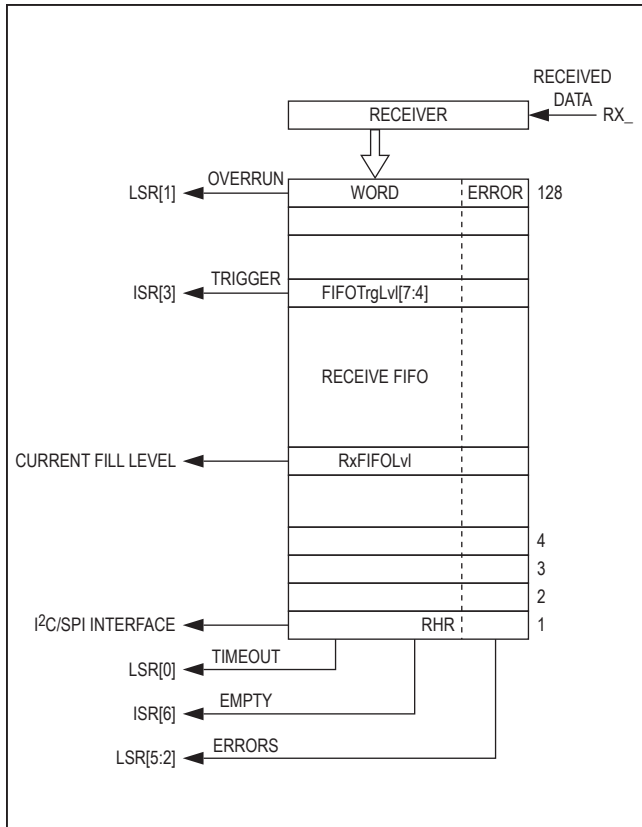 RECEIVED
DATA
RECEIVER
RX_
OVERRUN
LSR[1]
WORD
ERROR
128
TRIGGER
ISR[3]
FIFOTrgLvl[7:4]
RECEIVE FIFO
CURRENT FILL LEVEL
RxFIFOLvl
4
3
2
I²C/SPI INTERFACE
RHR
1
TIMEOUT
LSR[0]
EMPTY
ISR[6]
ERRORS
LSR[5:2]